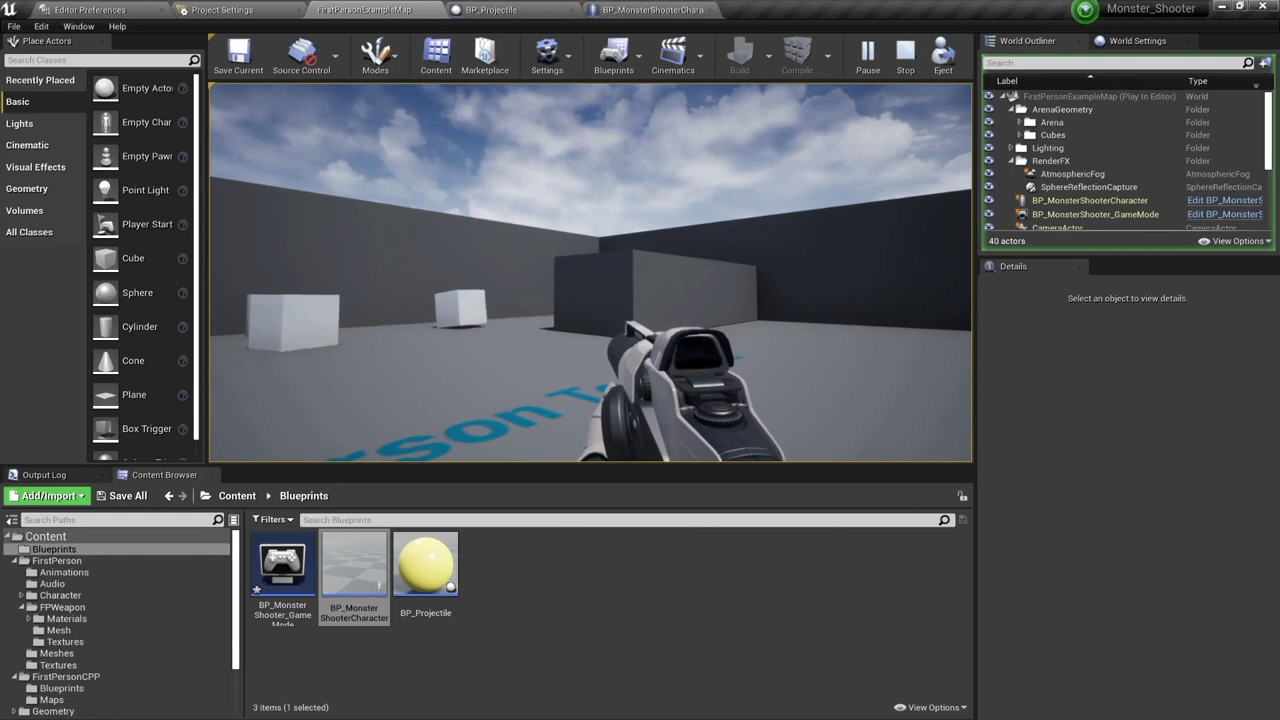 Editor Preferences
Project Settings
FirstPersonExampleMap
BP_Projectile
BP_MonsterShooterChara
Monster_Shooter
File Edit Window Help
Place Actors
Search Classes
Recently Placed
Basic
Lights
Cinematic
Visual Effects
Geometry
Volumes
All Classes
Empty Acto
Empty Char
Empty Pawn
Point Light
Player Start
Cube
Sphere
Cylinder
Cone
Plane
Box Trigger
Save Current
Source Control
Modes
Content
Marketplace
Settings
Blueprints
Cinematics
Build
Compile
Pause
Stop
Eject
erson T
World Outliner
World Settings
Search...
Label Type
FirstPersonExampleMap (Play In Editor) World
ArenaGeometry Folder
Arena Folder
Cubes Folder
Lighting Folder
RenderFX Folder
AtmosphericFog AtmosphericFog
SphereReflectionCapture SphereReflectionCa
BP_MonsterShooterCharacter Edit BP_MonsterS
BP_MonsterShooter_GameMode Edit BP_MonsterS
CameraActor CameraActor
40 actors
View Options
Details
Select an object to view details.
Output Log
Content Browser
Add/Import
Save All
Content
Blueprints
Search Paths
Filters
Search Blueprints
Content
Blueprints
FirstPerson
Animations
Audio
Character
FPWeapon
Materials
Mesh
Textures
Meshes
Textures
FirstPersonCPP
Blueprints
Maps
Geometry
BP_Monster
Shooter_Game
Mode
BP_Monster
ShooterCharacter
BP_Projectile
3 items (1 selected)
View Options